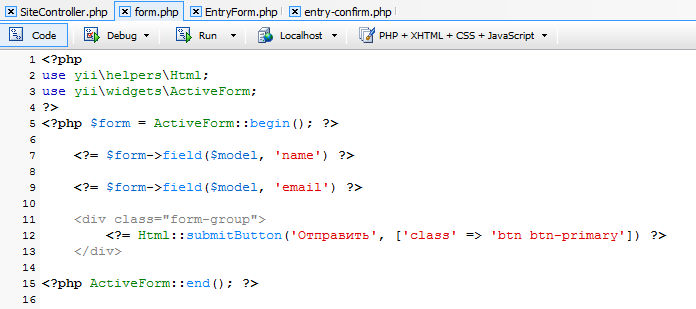 SiteController.php form.php EntryForm.php entry-confirm.php
Code Debug Run Localhost PHP + XHTML + CSS + JavaScript
1 <?php
2 use yii\helpers\Html;
3 use yii\widgets\ActiveForm;
4 ?>
5 <?php $form = ActiveForm::begin(); ?>
6
7     <?= $form->field($model, 'name') ?>
8
9     <?= $form->field($model, 'email') ?>
10
11     <div class="form-group">
12         <?= Html::submitButton('Отправить', ['class' => 'btn btn-primary']) ?>
13     </div>
14
15 <?php ActiveForm::end(); ?>
16